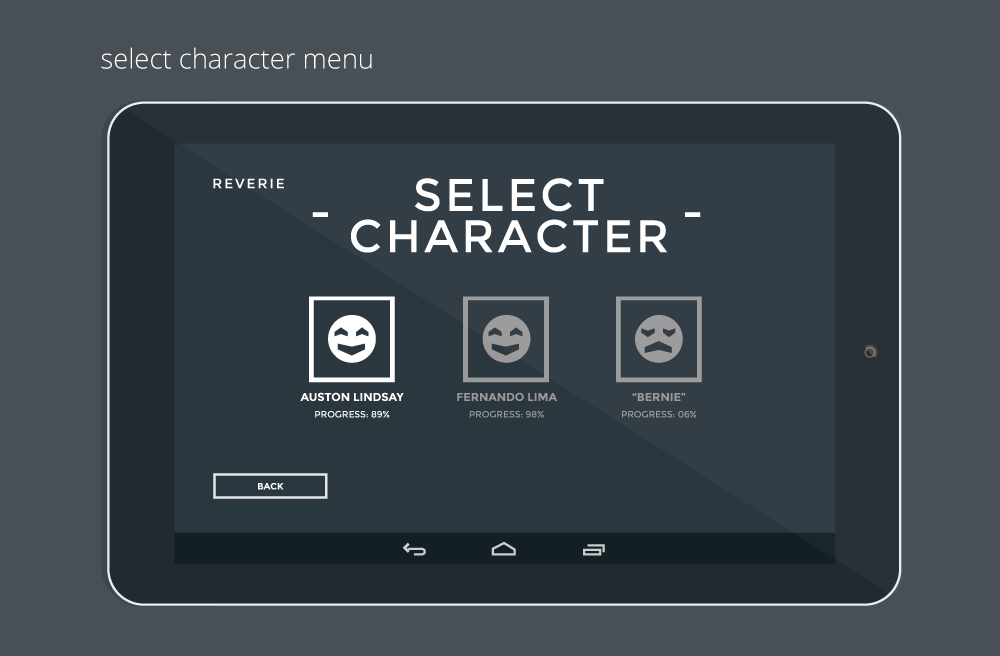 select character menu
REVERIE
- SELECT
CHARACTER -
AUSTON LINDSAY
PROGRESS: 89%
FERNANDO LIMA
PROGRESS: 98%
“BERNIE”
PROGRESS: 06%
BACK